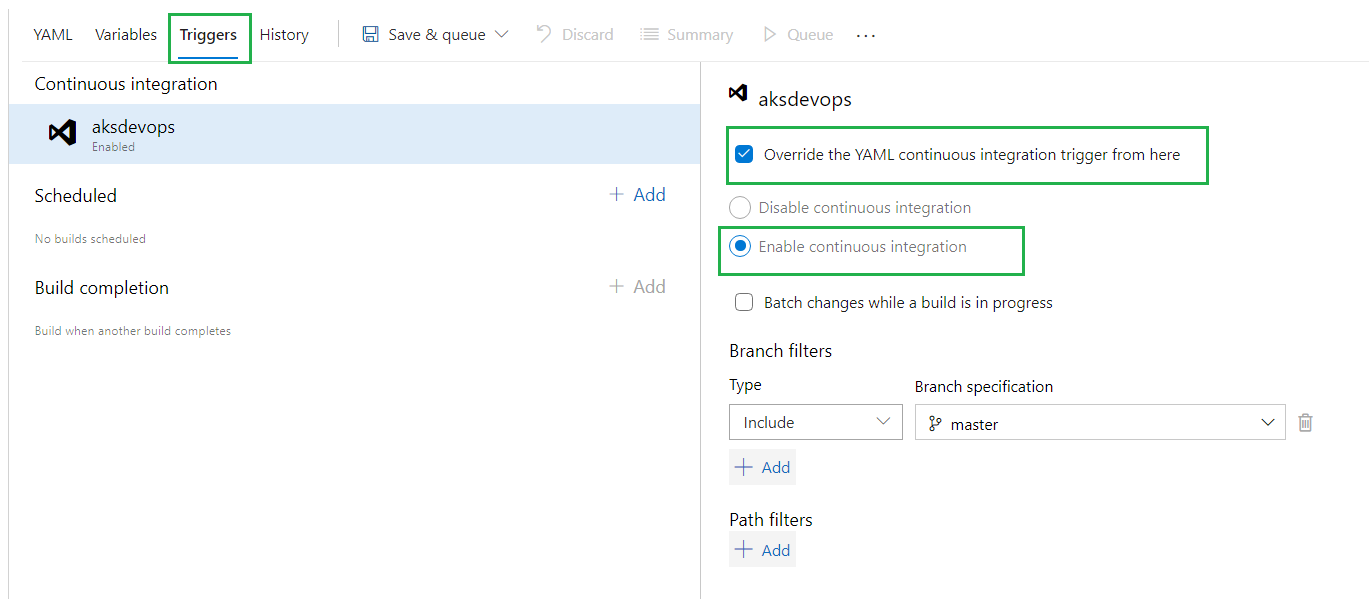 YAML Variables Triggers History Save & queue Discard Summary Queue ...
Continuous integration
aksdevops
Enabled
Scheduled + Add
No builds scheduled
Build completion + Add
Build when another build completes
aksdevops
Override the YAML continuous integration trigger from here
Disable continuous integration
Enable continuous integration
Batch changes while a build is in progress
Branch filters
Type Branch specification
Include master
+ Add
Path filters
+ Add